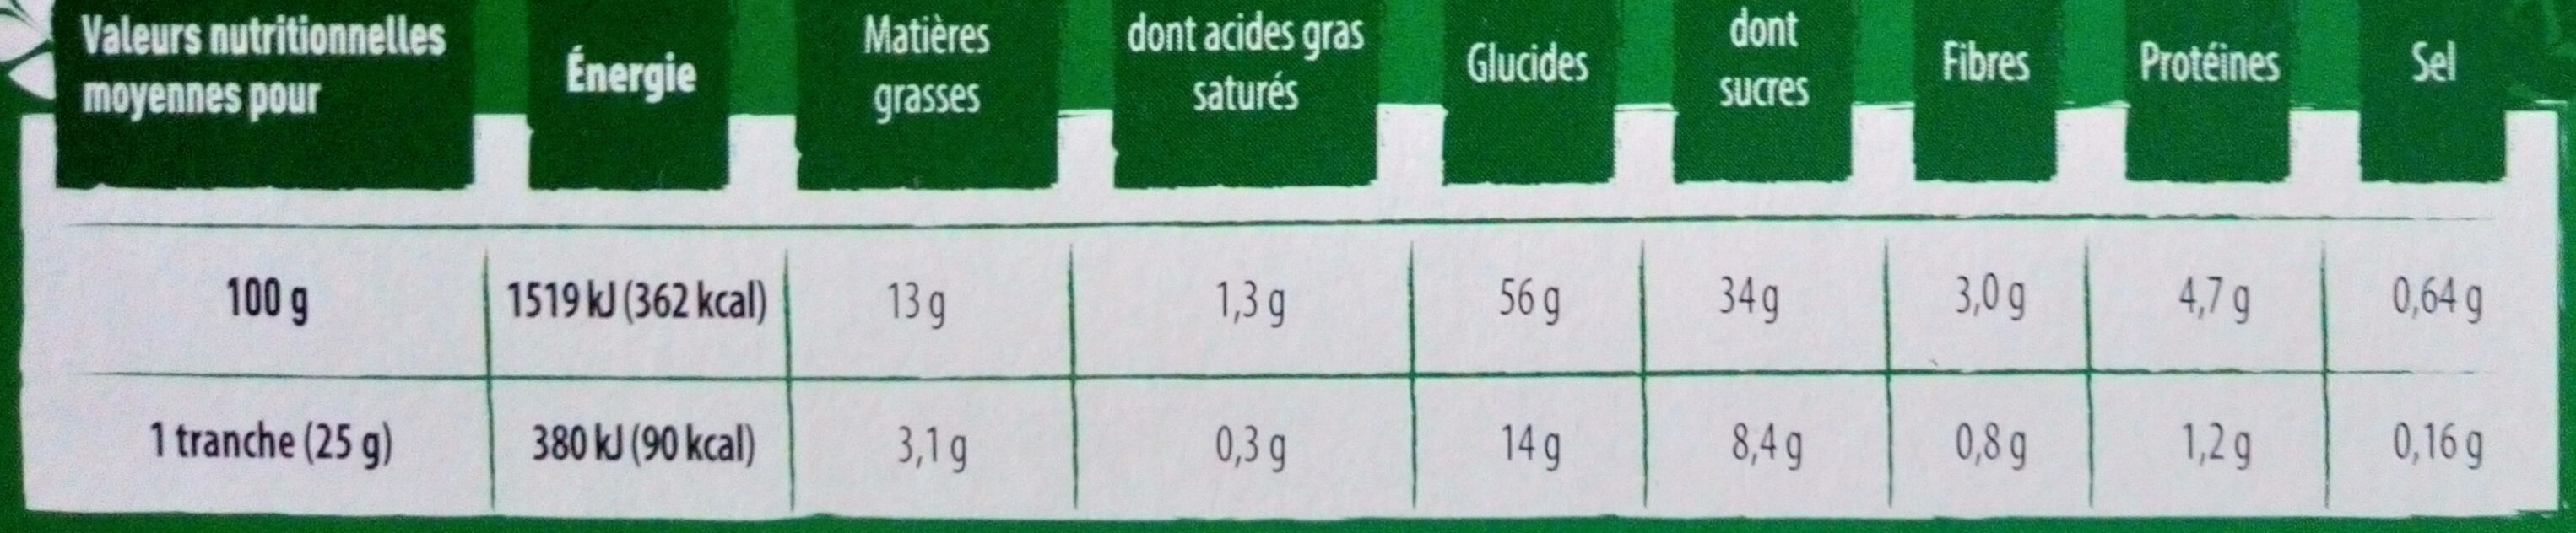 Valeurs nutritionnelles moyennes pour Énergie Matières grasses dont acides gras saturés Glucides dont sucres Fibres Protéines Sel
100 g 1519 kJ (362 kcal) 13 g 1,3 g 56 g 34 g 3,0 g 4,7 g 0,64 g
1 tranche (25 g) 380 kJ (90 kcal) 3,1 g 0,3 g 14 g 8,4 g 0,8 g 1,2 g 0,16 g